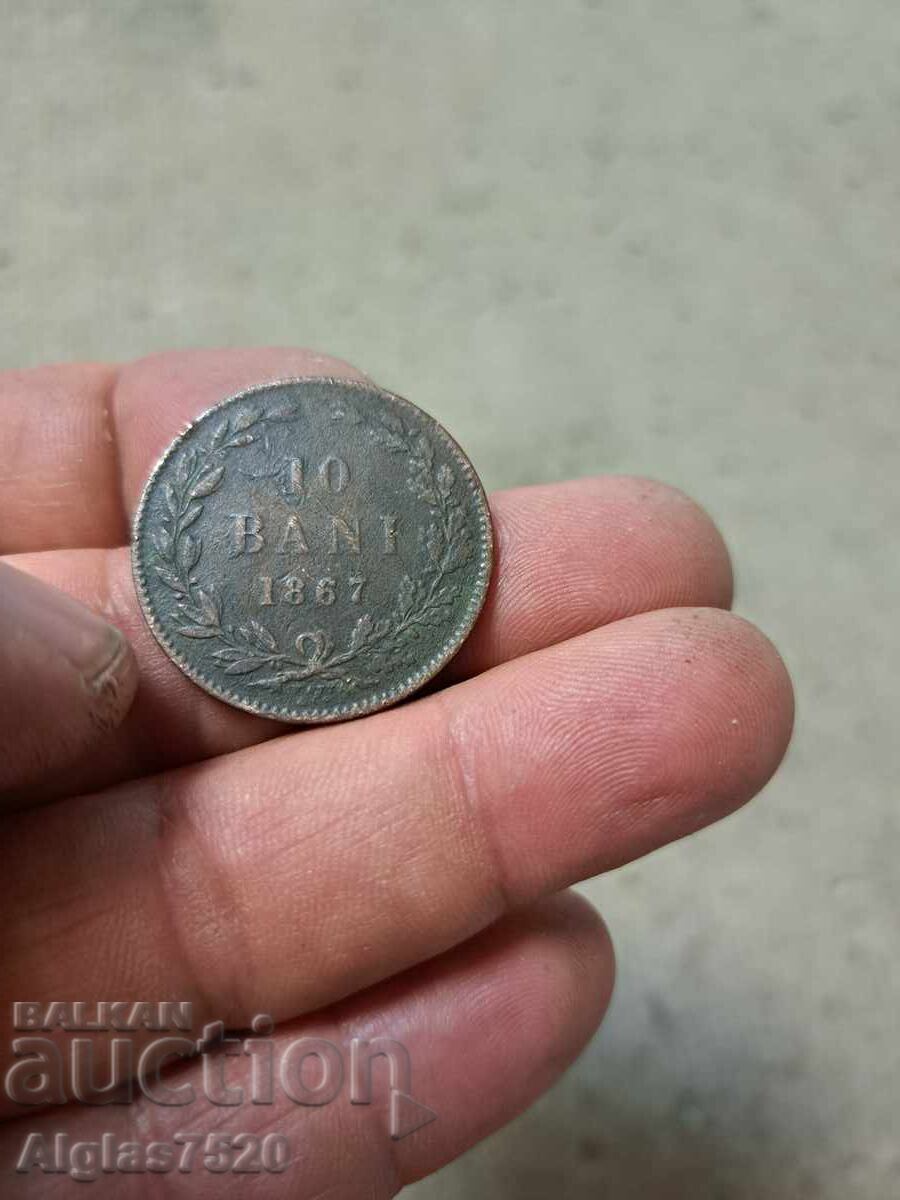 10
BANI
1867
BALKAN
auction
Alglas7520